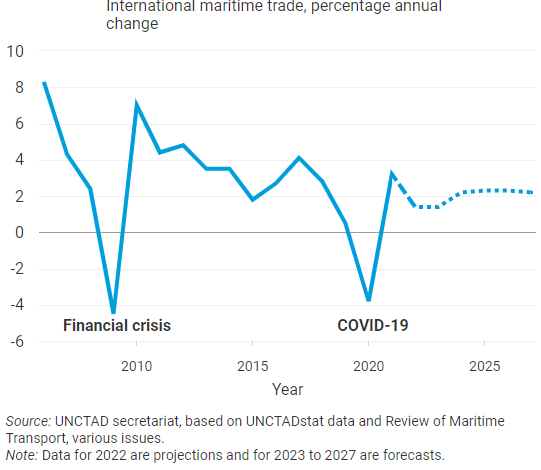 International maritime trade, percentage annual
change
10
8
6
4
2
0
-2
-4
-6
Financial crisis
COVID-19
2010
2015
2020
2025
Year
Source: UNCTAD secretariat, based on UNCTADstat data and Review of Maritime
Transport, various issues.
Note: Data for 2022 are projections and for 2023 to 2027 are forecasts.